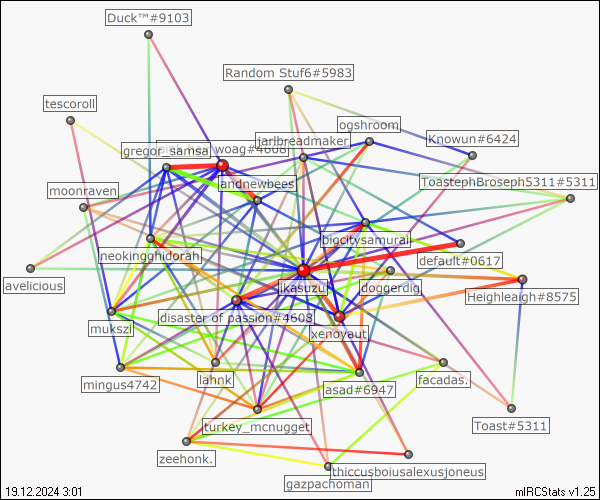 Duck™#9103
Random Stuf6#5983
tescoroll
ogshroom
Knowun#6424
jarlbreadmaker
woag#4608
gregor_samsa
ToastephBroseph5311#5311
andnewbees
moonraven
bigcitysamurai
neokingghidorah
default#0617
avelicious
ikasuzu
doggerdig
Heighleaigh#8575
disaster of passion#4608
mukszi
xenoyaut
mingus4742
lahnk
asad#6947
facadas.
turkey_mcnugget
Toast#5311
zeehonk.
thiccusboiusalexusjoneus
gazpachoman
19.12.2024 3:01
mIRCStats v1.25